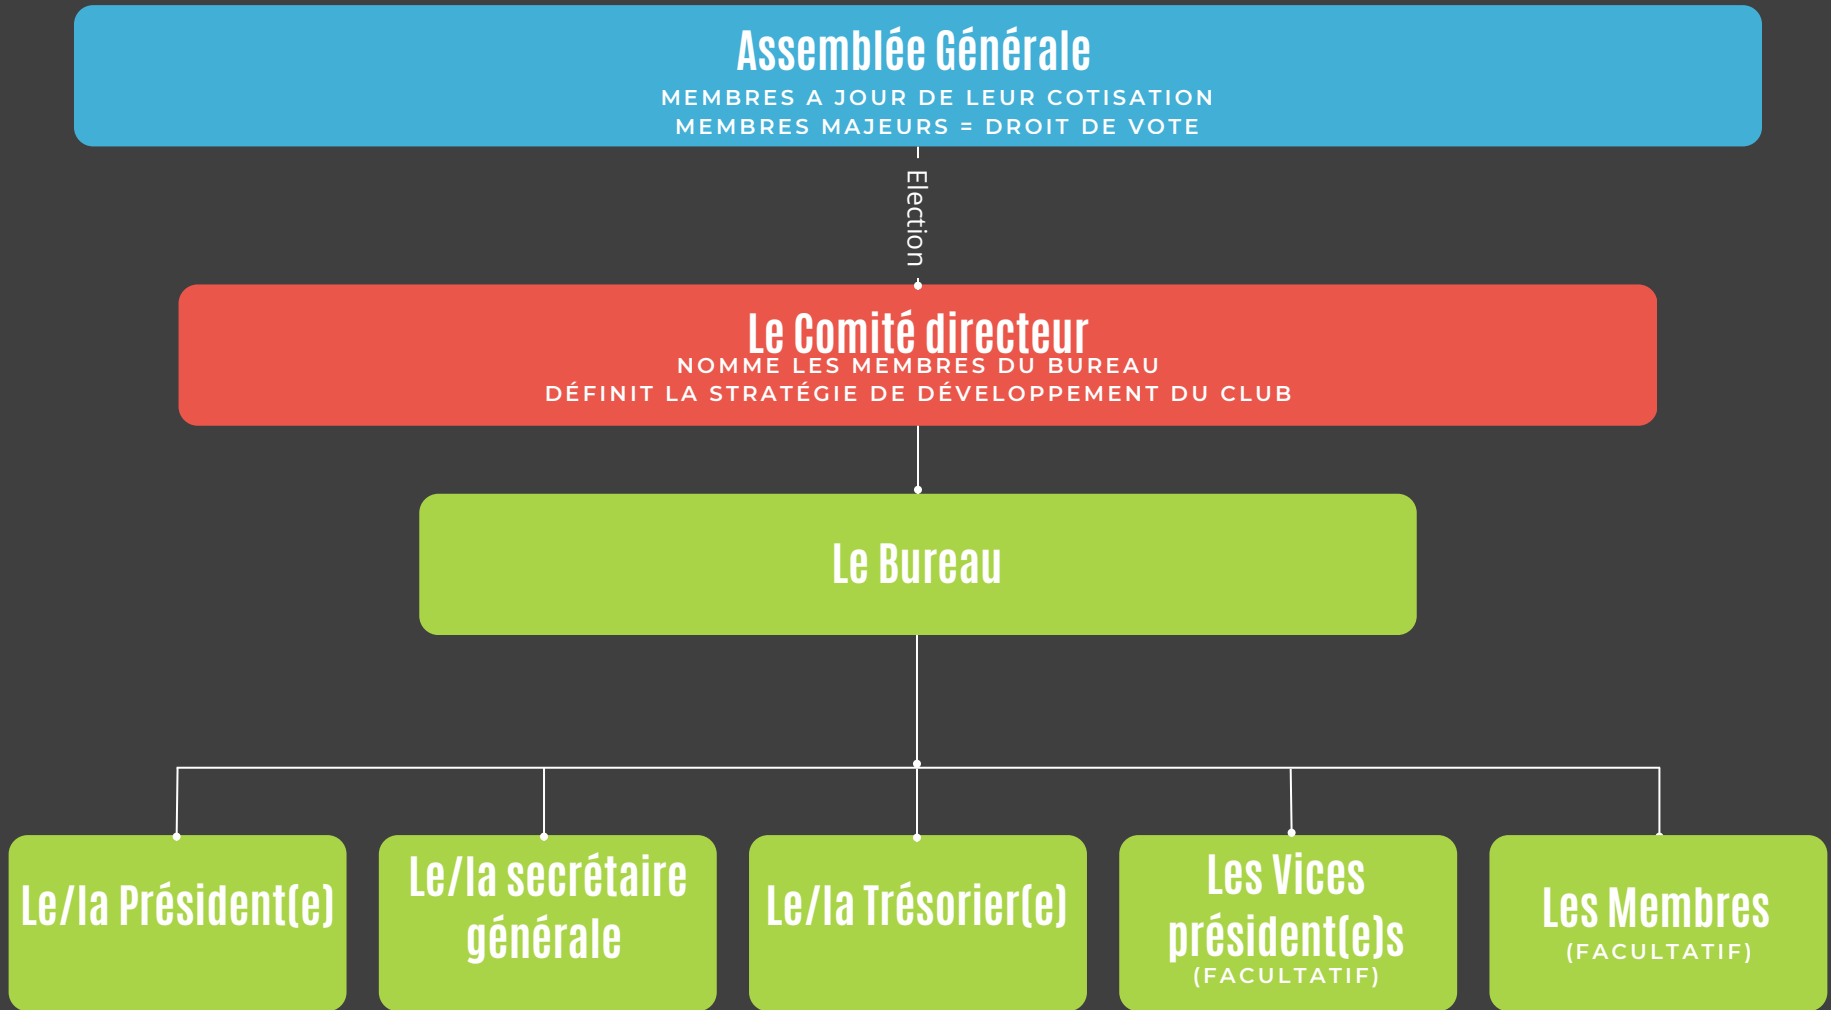 Assemblée Générale
MEMBRES A JOUR DE LEUR COTISATION
MEMBRES MAJEURS = DROIT DE VOTE
Election
Le Comité directeur
NOMME LES MEMBRES DU BUREAU
DÉFINIT LA STRATÉGIE DE DÉVELOPPEMENT DU CLUB
Le Bureau
Le/la Président(e)
Le/la secrétaire
générale
Le/la Trésorier(e)
Les Vices
président(e)s
(FACULTATIF)
Les Membres
(FACULTATIF)